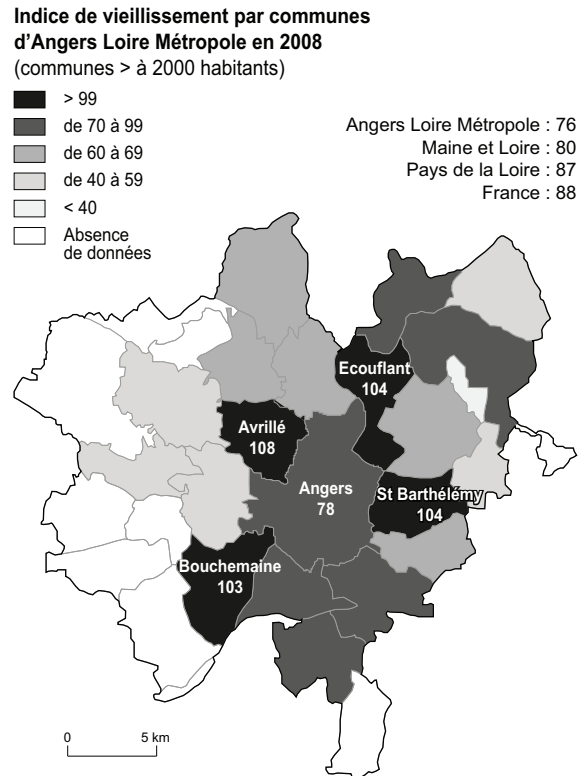 Indice de vieillissement par communes
d’Angers Loire Métropole en 2008
(communes > à 2000 habitants)
> 99
de 70 à 99
de 60 à 69
de 40 à 59
< 40
Absence
de données
Angers Loire Métropole : 76
Maine et Loire : 80
Pays de la Loire : 87
France : 88
Ecouflant
104
Avrillé
108
Angers
78
St Barthélémy
104
Bouchemaine
103
0 5 km